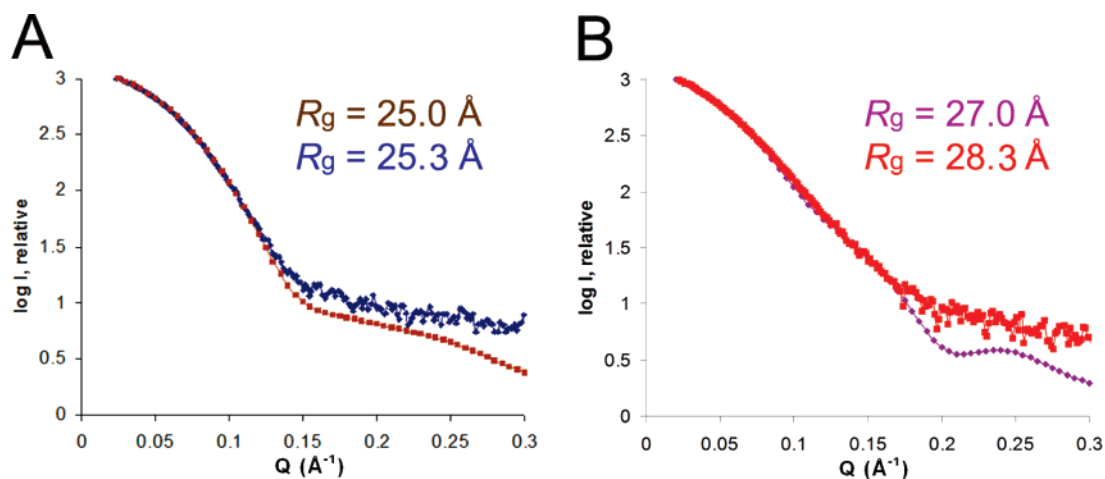 A
3
2.5
2
1.5
1
0.5
0
0
0.05
0.1
0.15
0.2
0.25
0.3
log I, relative
Q (Å⁻¹)
Rg = 25.0 Å
Rg = 25.3 Å
B
3
2.5
2
1.5
1
0.5
0
0
0.05
0.1
0.15
0.2
0.25
0.3
log I, relative
Q (Å⁻¹)
Rg = 27.0 Å
Rg = 28.3 Å